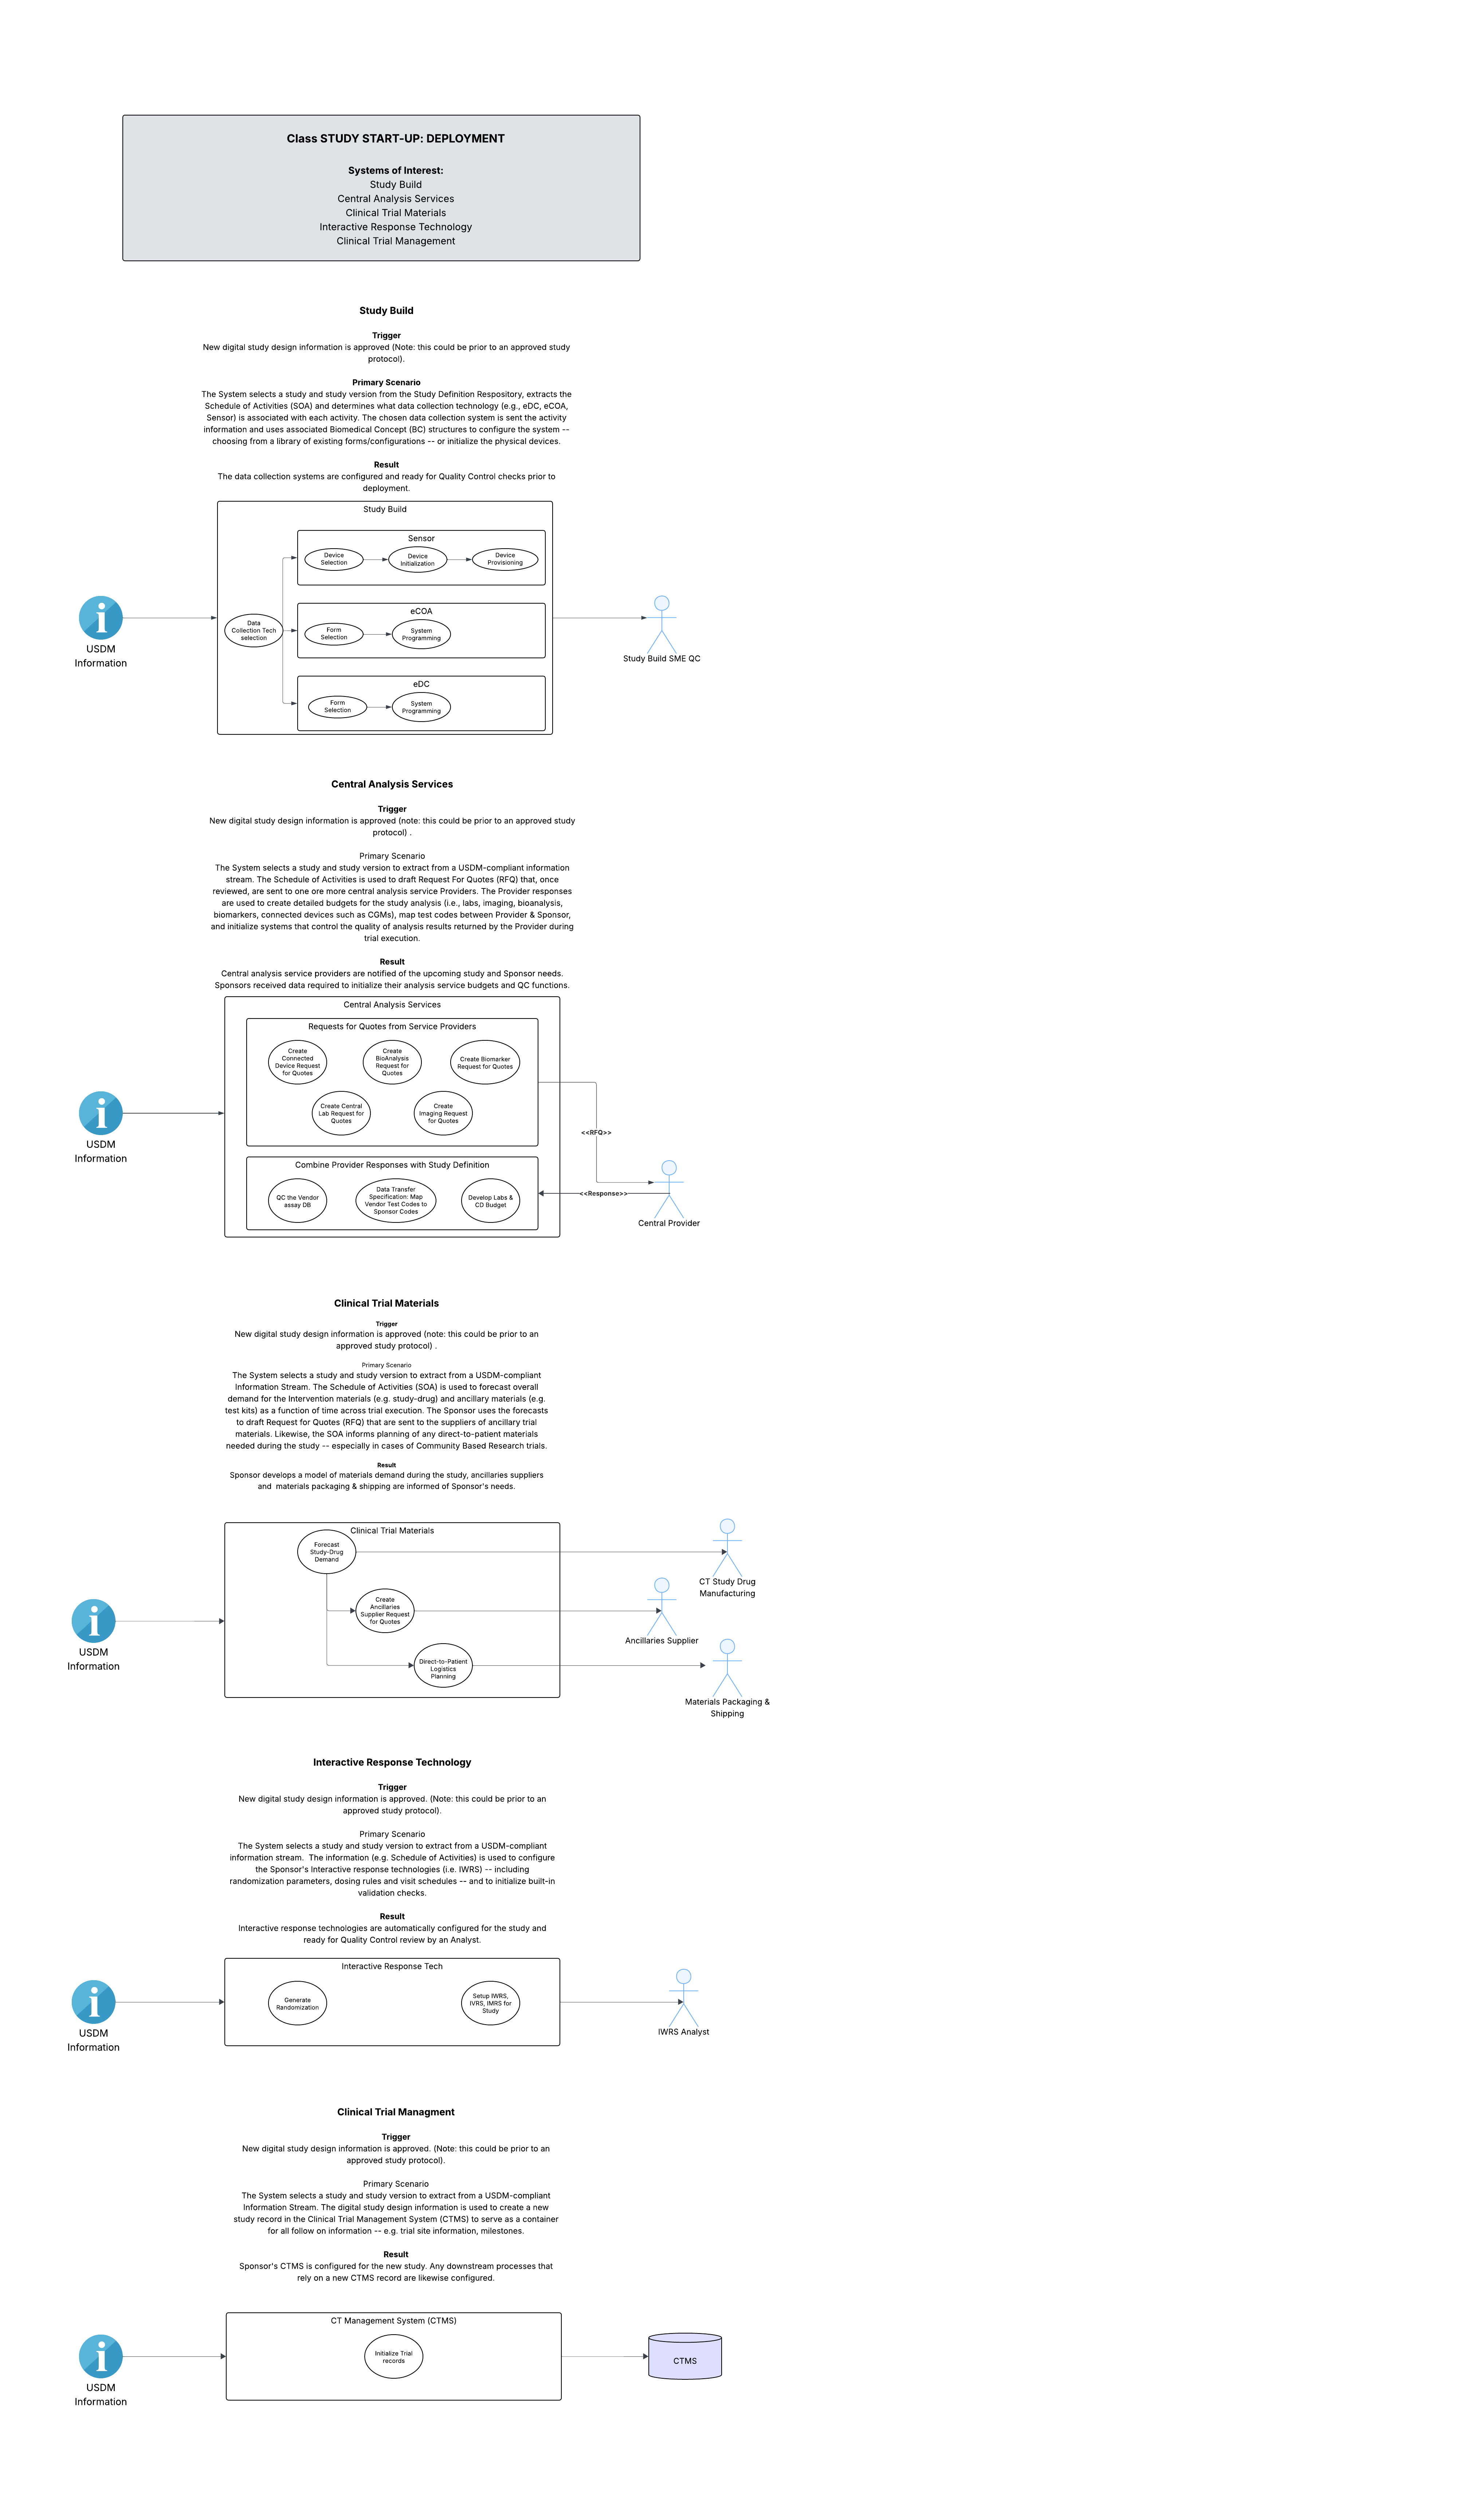 Class STUDY START-UP: DEPLOYMENT
Systems of Interest:
Study Build
Central Analysis Services
Clinical Trial Materials
Interactive Response Technology
Clinical Trial Management
Study Build
Trigger
New digital study design information is approved (Note: this could be prior to an approved study
protocol).
Primary Scenario
The System selects a study and study version from the Study Definition Respository, extracts the
Schedule of Activities (SOA) and determines what data collection technology (e.g., eDC, eCOA,
Sensor) is associated with each activity. The chosen data collection system is sent the activity
information and uses associated Biomedical Concept (BC) structures to configure the system --
choosing from a library of existing forms/configurations -- or initialize the physical devices.
Result
The data collection systems are configured and ready for Quality Control checks prior to
deployment.
Study Build
Sensor
Device
Selection
Device
Initialization
Device
Provisioning
USDM
Information
Data
Collection Tech
selection
eCOA
Form
Selection
System
Programming
Study Build SME QC
eDC
Form
Selection
System
Programming
Central Analysis Services
Trigger
New digital study design information is approved (note: this could be prior to an approved study
protocol) .
Primary Scenario
The System selects a study and study version to extract from a USDM-compliant information
stream. The Schedule of Activities is used to draft Request For Quotes (RFQ) that, once
reviewed, are sent to one ore more central analysis service Providers. The Provider responses
are used to create detailed budgets for the study analysis (i.e., labs, imaging, bioanalysis,
biomarkers, connected devices such as CGMs), map test codes between Provider & Sponsor,
and initialize systems that control the quality of analysis results returned by the Provider during
trial execution.
Result
Central analysis service providers are notified of the upcoming study and Sponsor needs.
Sponsors received data required to initialize their analysis service budgets and QC functions.
Central Analysis Services
Requests for Quotes from Service Providers
Create
Connected
Device Request
for Quotes
Create
BioAnalysis
Request for
Quotes
Create Biomarker
Request for Quotes
Create Central
Lab Request for
Quotes
Create
Imaging Request
for Quotes
USDM
Information
<<RFQ>>
Combine Provider Responses with Study Definition
QC the Vendor
assay DB
Data Transfer
Specification: Map
Vendor Test Codes to
Sponsor Codes
Develop Labs &
CD Budget
<<Response>>
Central Provider
Clinical Trial Materials
Trigger
New digital study design information is approved (note: this could be prior to an
approved study protocol) .
Primary Scenario
The System selects a study and study version to extract from a USDM-compliant
Information Stream. The Schedule of Activities (SOA) is used to forecast overall
demand for the Intervention materials (e.g. study-drug) and ancillary materials (e.g.
test kits) as a function of time across trial execution. The Sponsor uses the forecasts
to draft Request for Quotes (RFQ) that are sent to the suppliers of ancillary trial
materials. Likewise, the SOA informs planning of any direct-to-patient materials
needed during the study -- especially in cases of Community Based Research trials.
Result
Sponsor develops a model of materials demand during the study, ancillaries suppliers
and materials packaging & shipping are informed of Sponsor's needs.
Clinical Trial Materials
Forecast
Study-Drug
Demand
CT Study Drug
Manufacturing
Create
Ancillaries
Supplier Request
for Quotes
Ancillaries Supplier
USDM
Information
Direct-to-Patient
Logistics
Planning
Materials Packaging &
Shipping
Interactive Response Technology
Trigger
New digital study design information is approved. (Note: this could be prior to an
approved study protocol).
Primary Scenario
The System selects a study and study version to extract from a USDM-compliant
information stream. The information (e.g. Schedule of Activities) is used to configure
the Sponsor's Interactive response technologies (i.e. IWRS) -- including
randomization parameters, dosing rules and visit schedules -- and to initialize built-in
validation checks.
Result
Interactive response technologies are automatically configured for the study and
ready for Quality Control review by an Analyst.
Interactive Response Tech
Generate
Randomization
Setup IWRS,
IVRS, IMRS for
Study
USDM
Information
IWRS Analyst
Clinical Trial Managment
Trigger
New digital study design information is approved. (Note: this could be prior to an
approved study protocol).
Primary Scenario
The System selects a study and study version to extract from a USDM-compliant
Information Stream. The digital study design information is used to create a new
study record in the Clinical Trial Management System (CTMS) to serve as a container
for all follow on information -- e.g. trial site information, milestones.
Result
Sponsor's CTMS is configured for the new study. Any downstream processes that
rely on a new CTMS record are likewise configured.
CT Management System (CTMS)
Initialize Trial
records
CTMS
USDM
Information